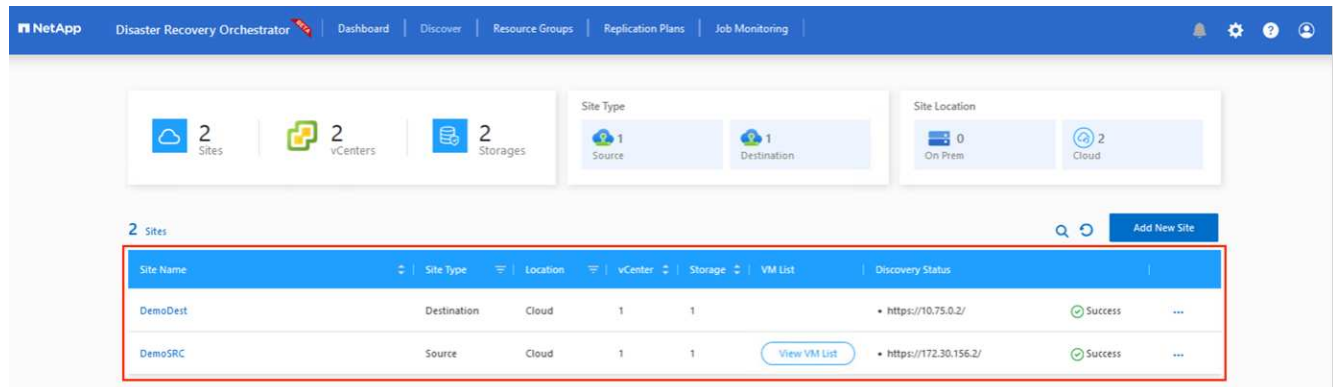 NetApp Disaster Recovery Orchestrator Dashboard Discover Resource Groups Replication Plans Job Monitoring
2 Sites
2 vCenters
2 Storages
Site Type
1 Source
1 Destination
Site Location
0 On Prem
2 Cloud
2 Sites
Add New Site
Site Name Site Type Location vCenter Storage VM List Discovery Status
DemoDest Destination Cloud 1 1 • https://10.75.0.2/ Success ...
DemoSRC Source Cloud 1 1 View VM List • https://172.30.156.2/ Success ...